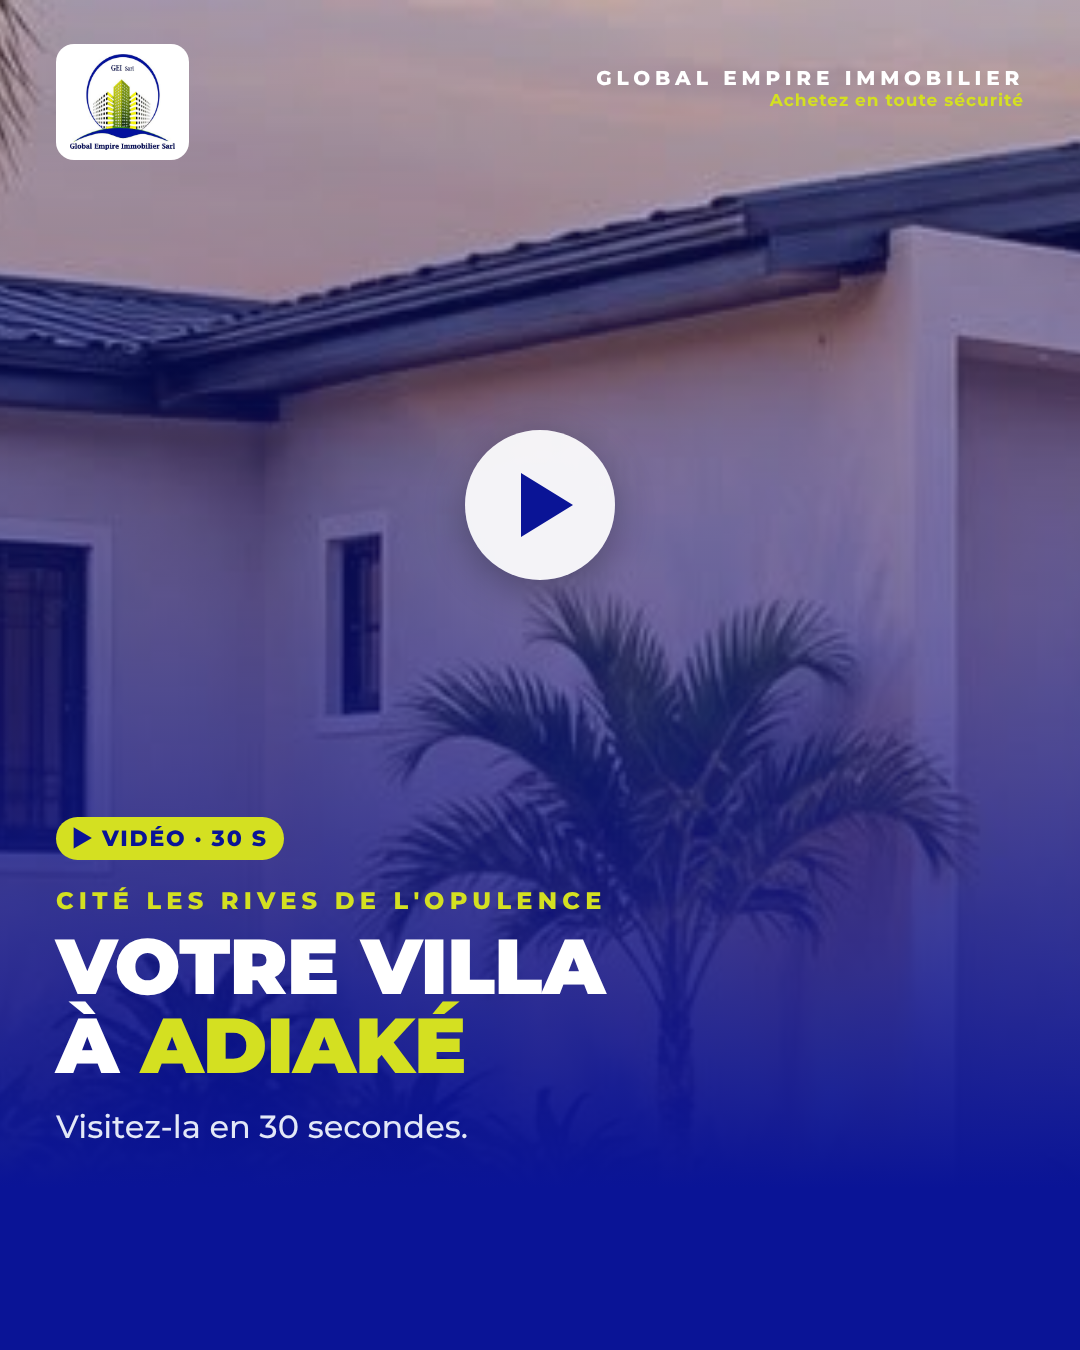 GEI Sarl
Global Empire Immobilier Sarl
GLOBAL EMPIRE IMMOBILIER
Achetez en toute sécurité
VIDÉO · 30 S
CITÉ LES RIVES DE L'OPULENCE
VOTRE VILLA
À ADIAKÉ
Visitez-la en 30 secondes.